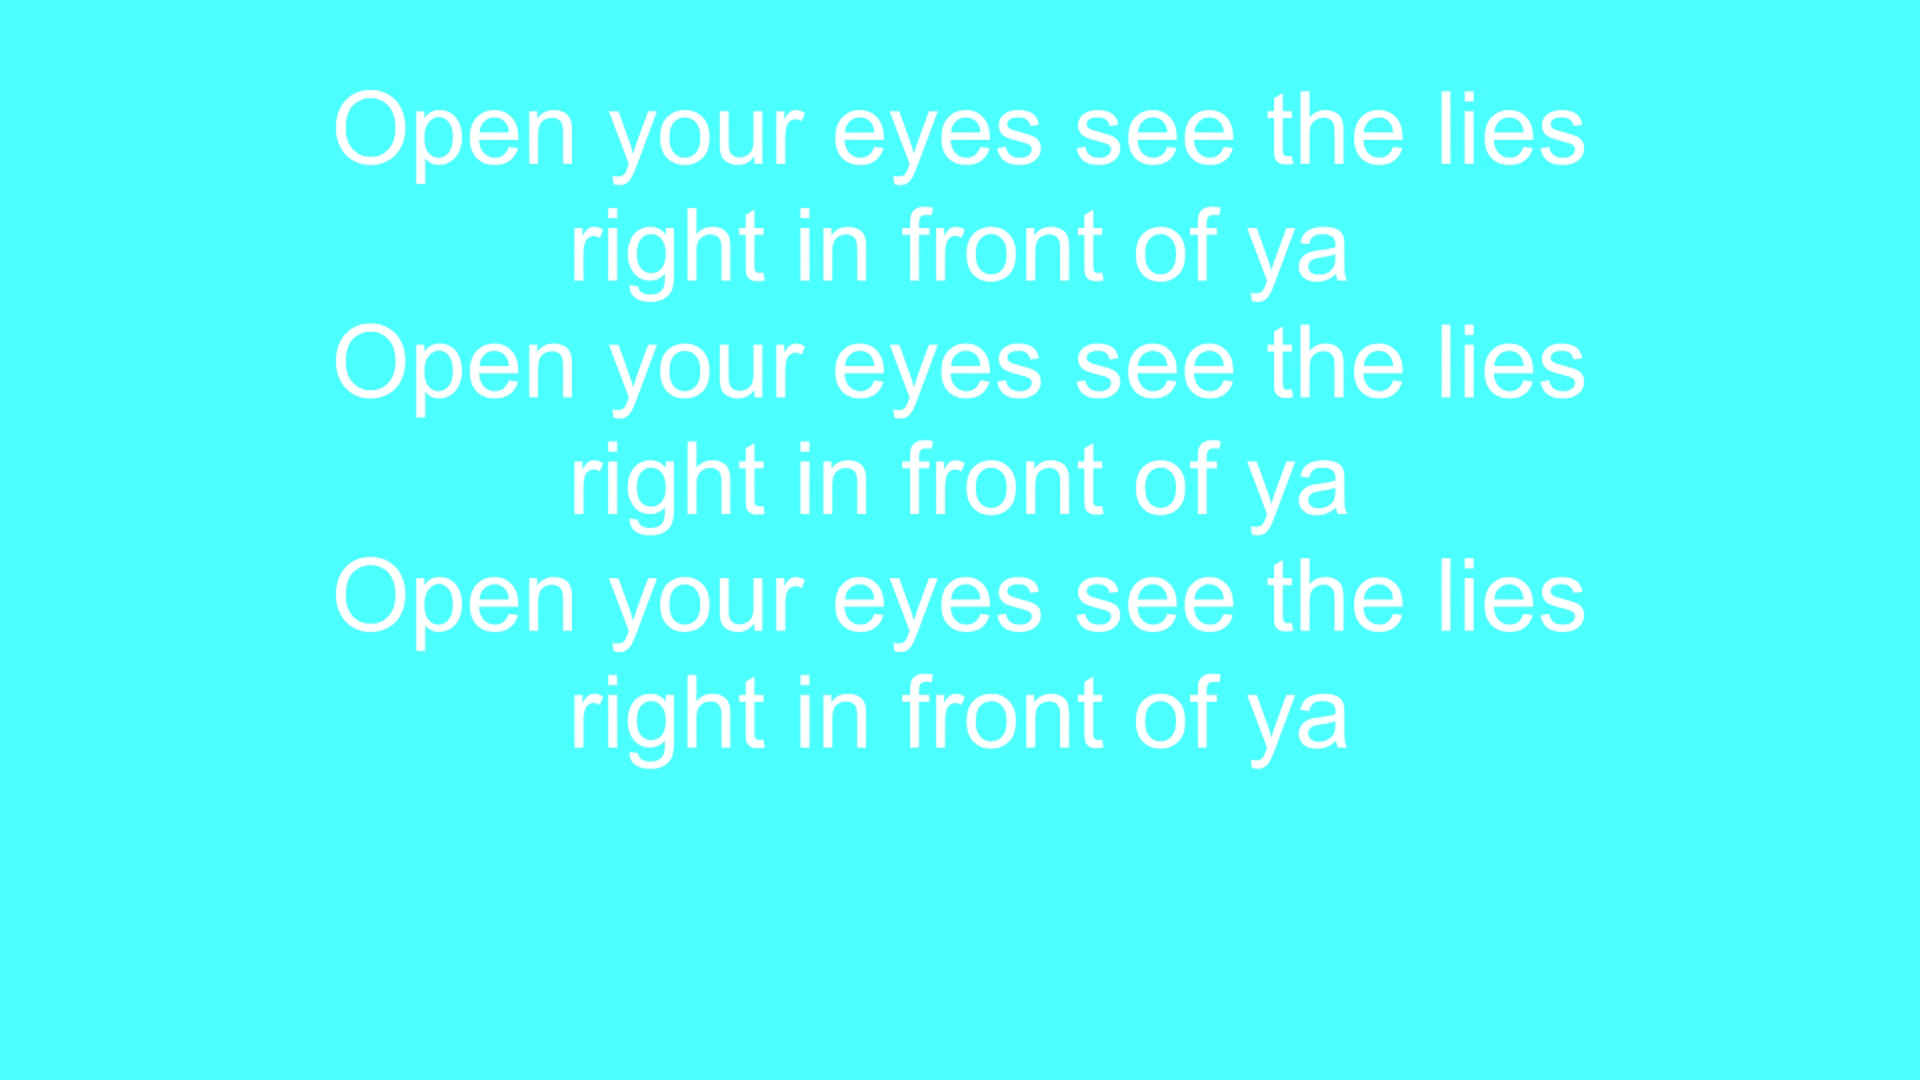 Open your eyes see the lies
right in front of ya
Open your eyes see the lies
right in front of ya
Open your eyes see the lies
right in front of ya